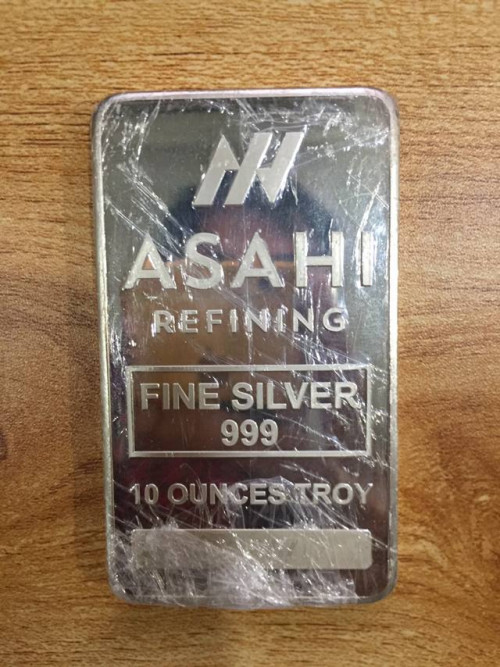 ASAHI
REFINING
FINE SILVER
999
10 OUNCES TROY